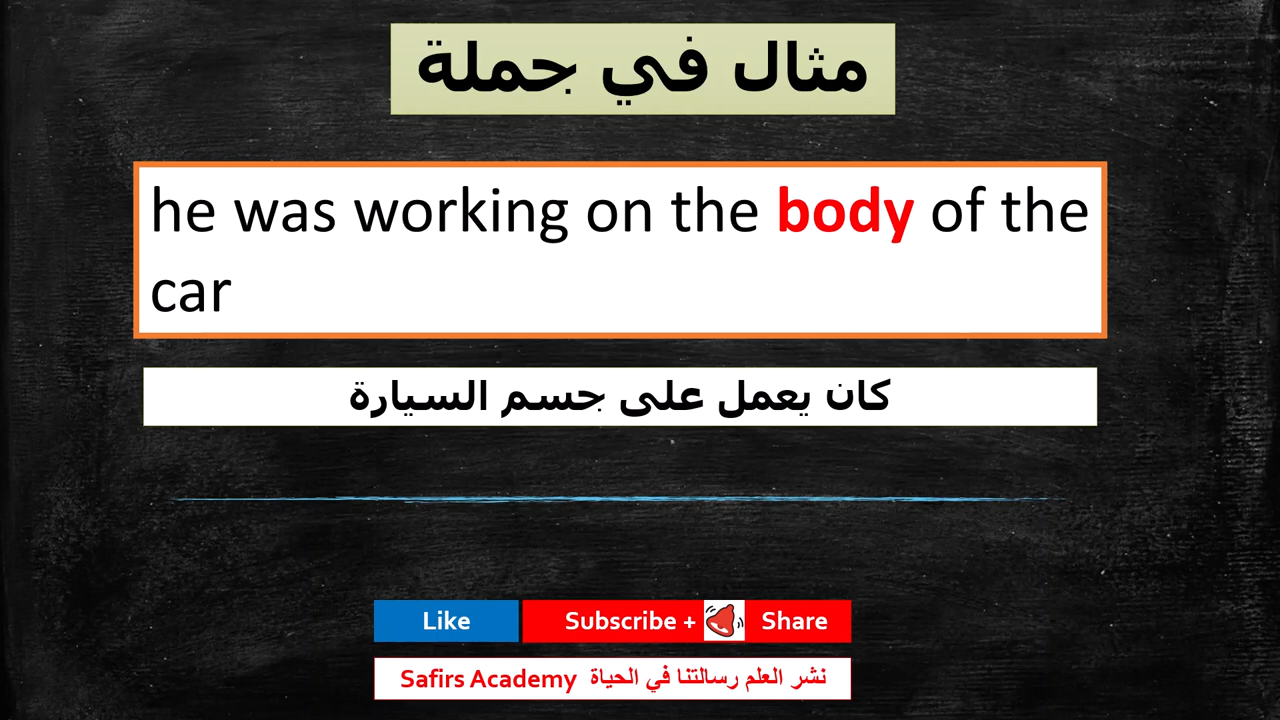 مثال في جملة
he was working on the body of the
car
كان يعمل على جسم السيارة
Like Subscribe + Share
Safirs Academy نشر العلم رسالتنا في الحياة